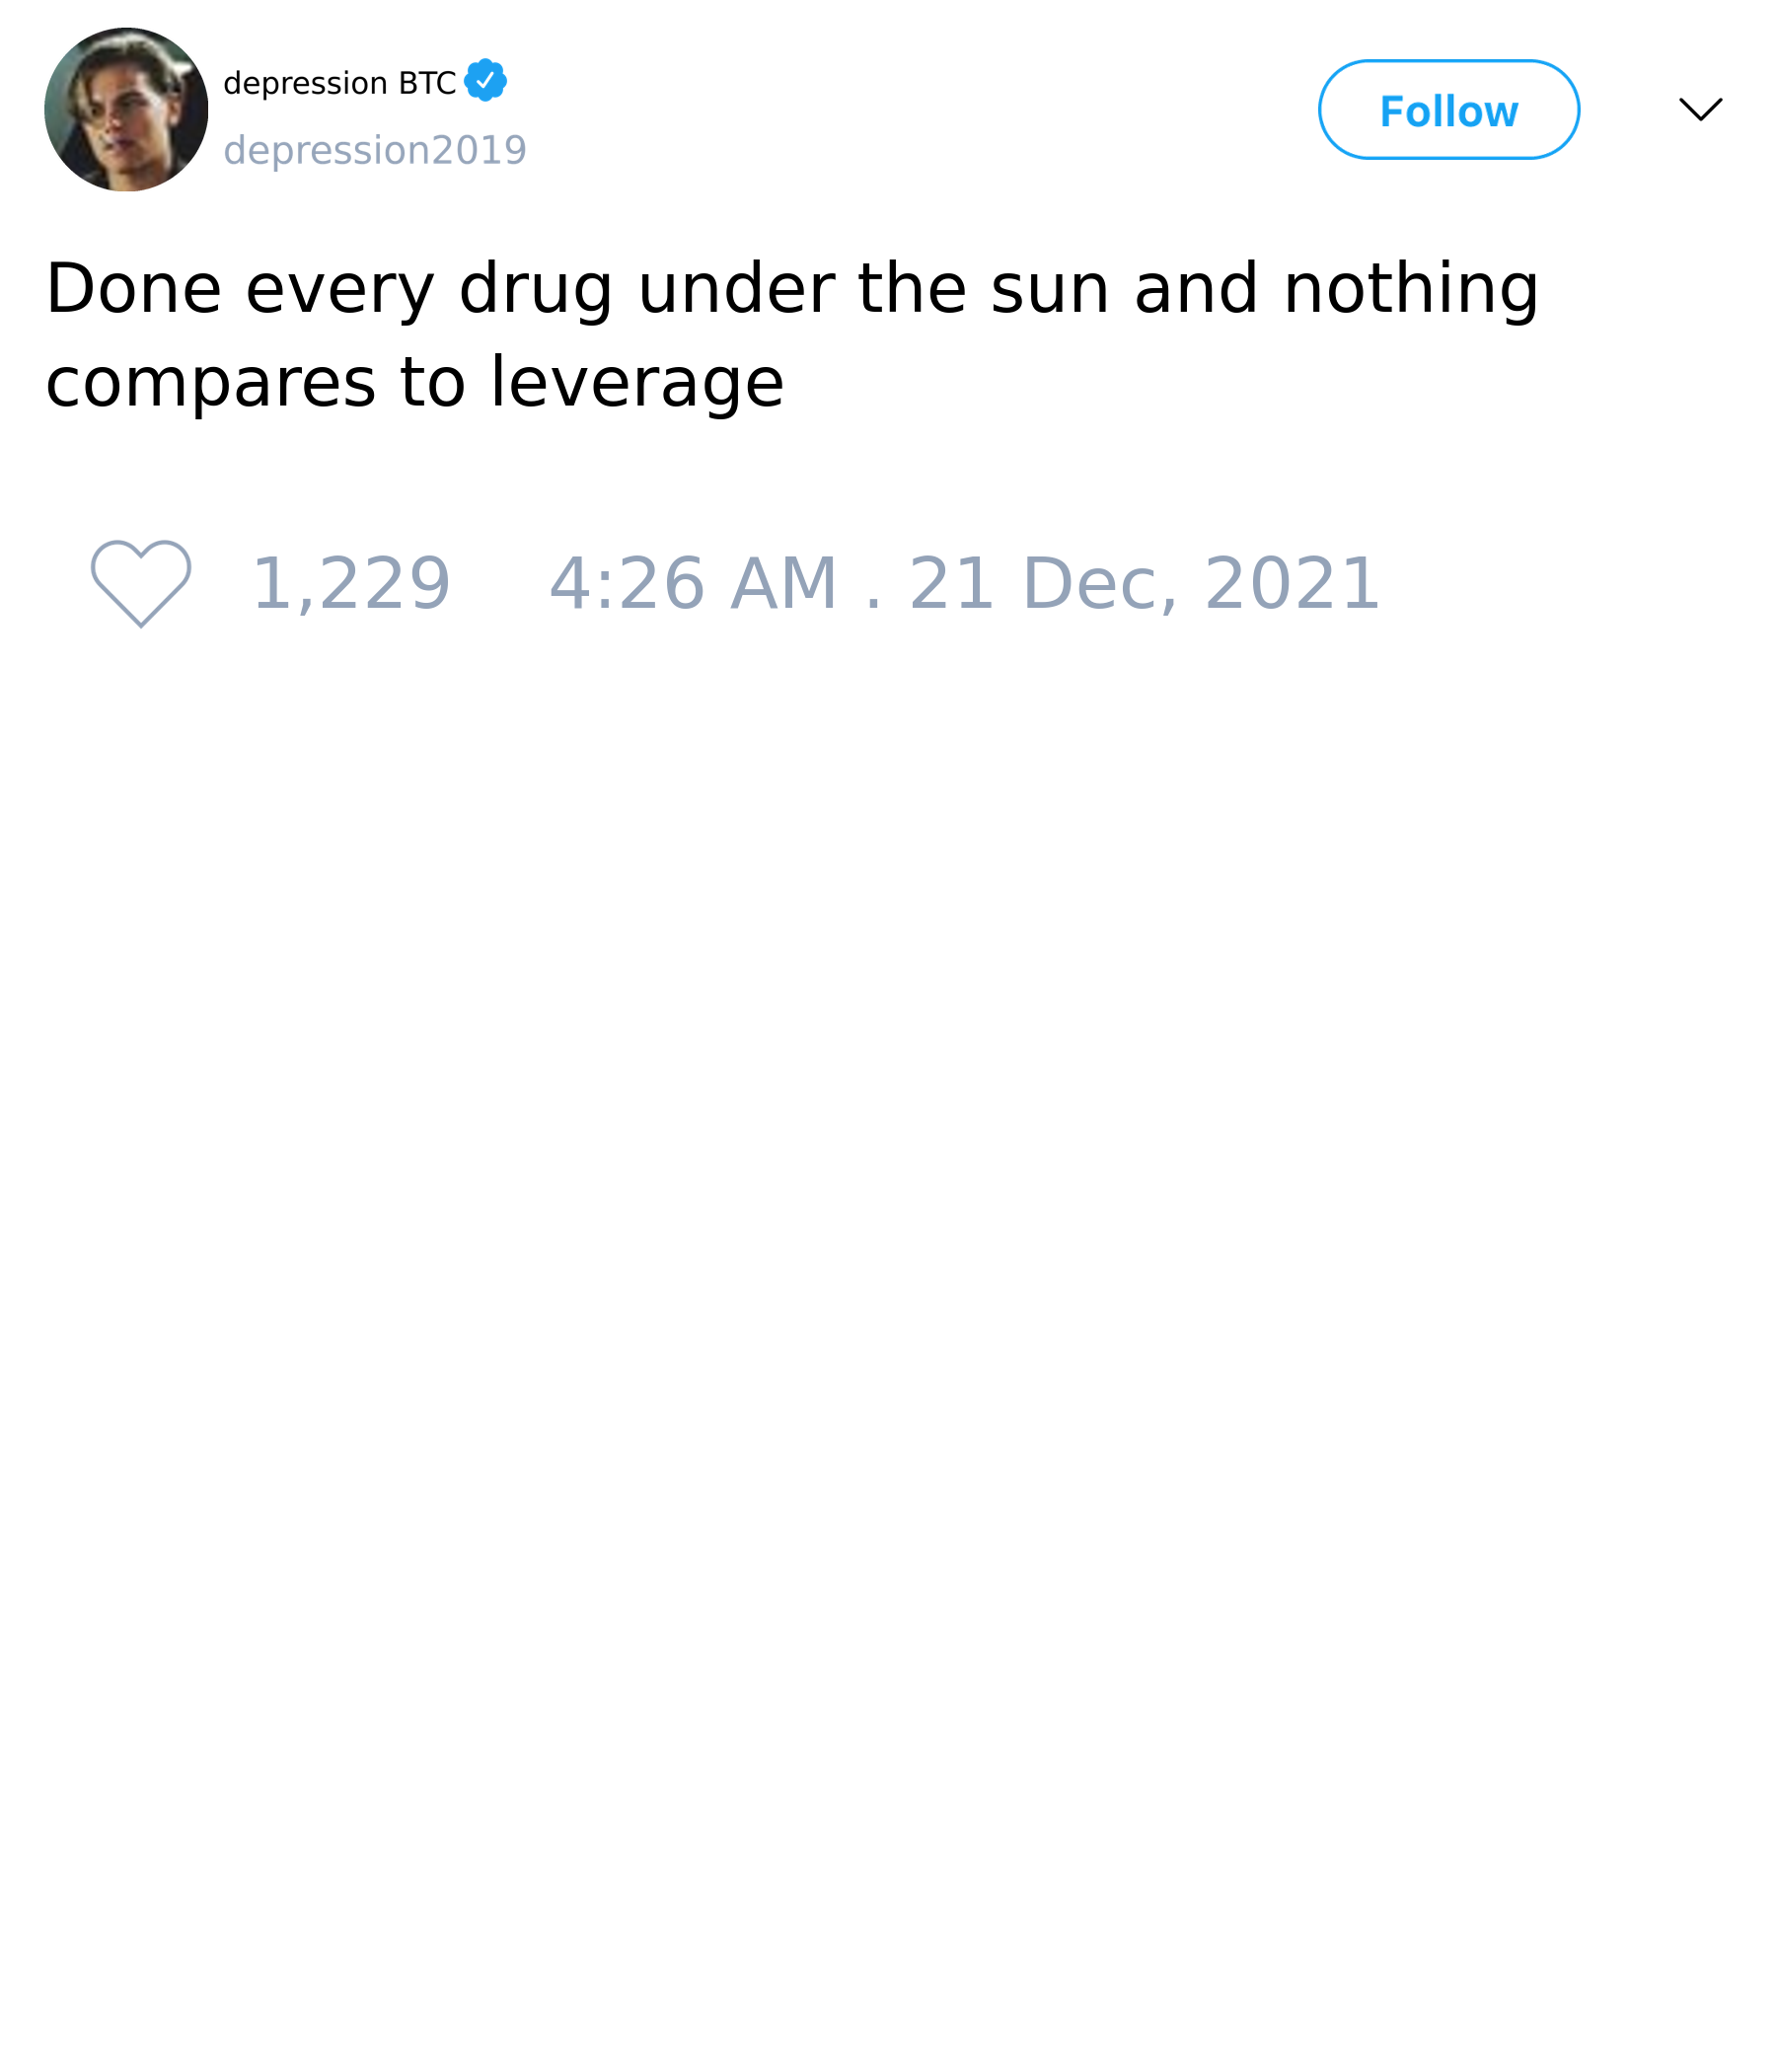 depression BTC
depression2019
Follow
Done every drug under the sun and nothing
compares to leverage
1,229 4:26 AM . 21 Dec, 2021